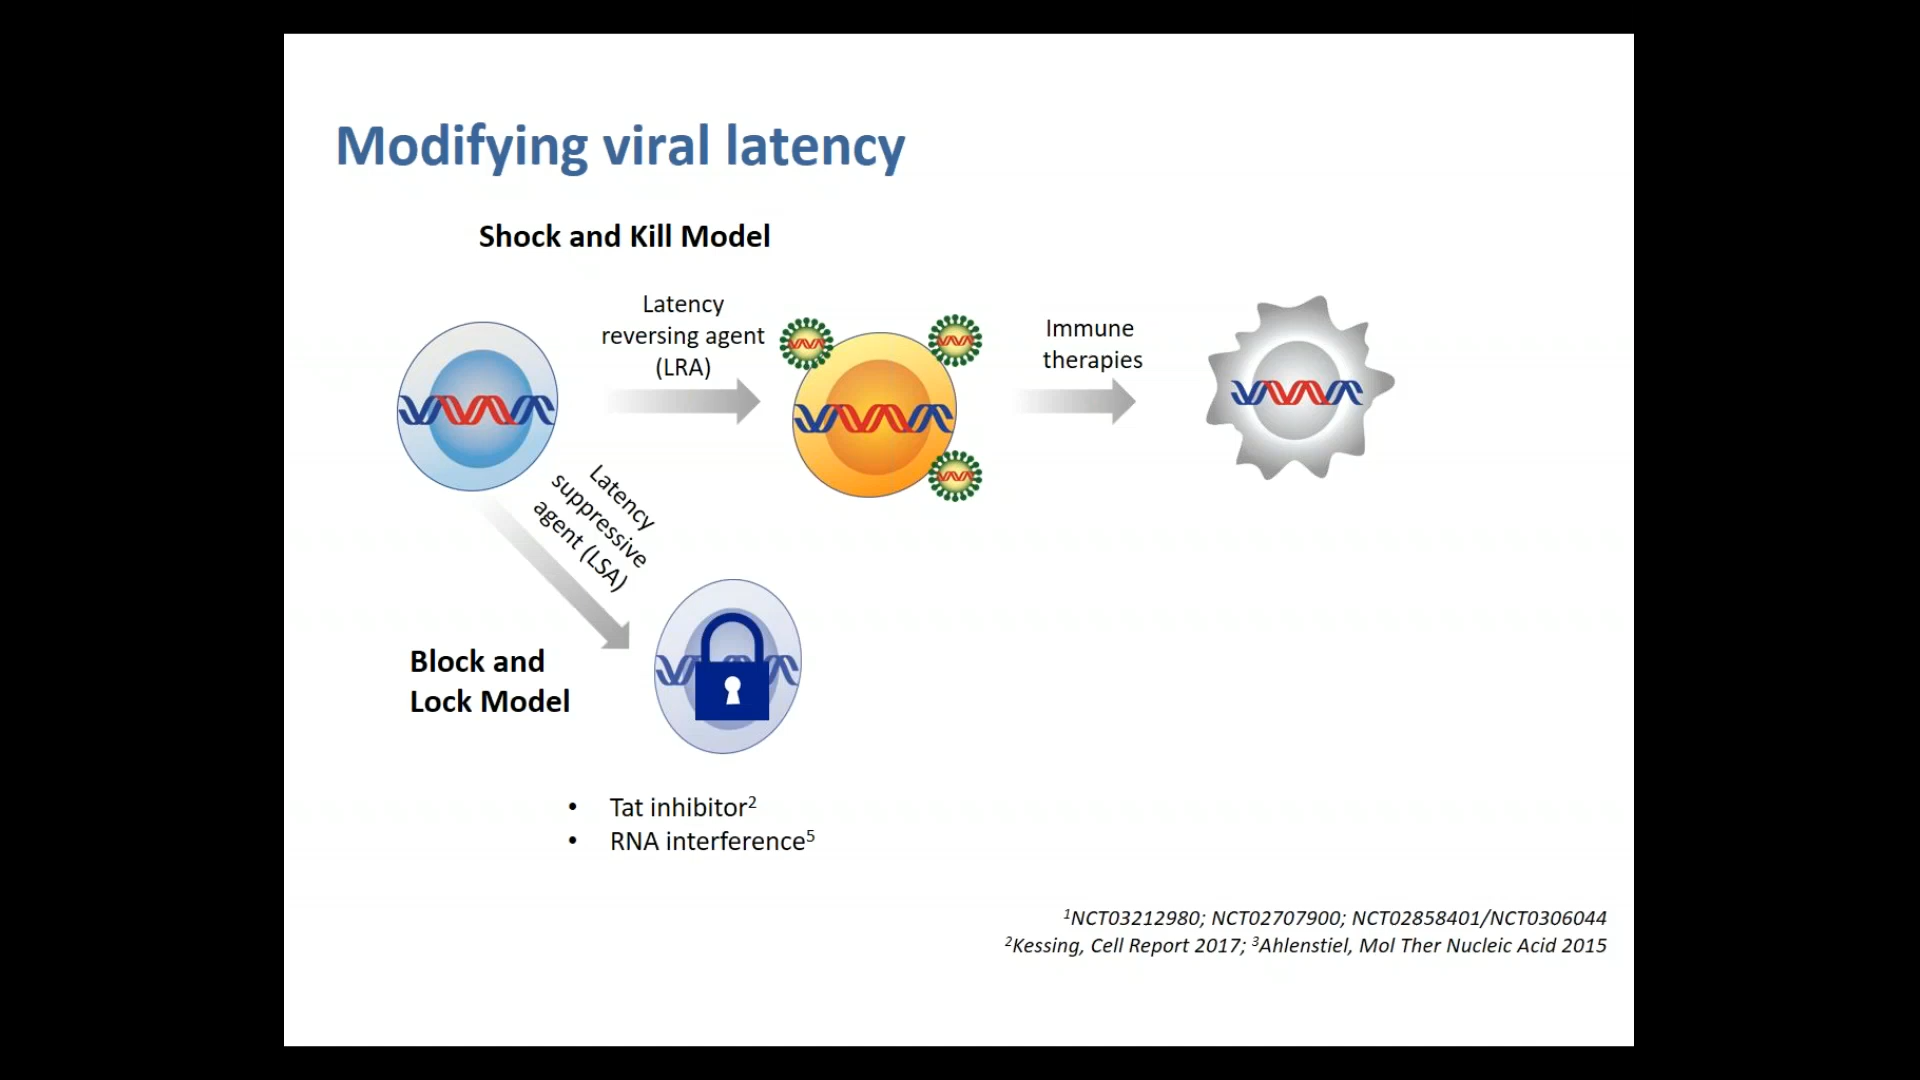 Modifying viral latency
Shock and Kill Model
Latency
reversing agent
(LRA)
Immune
therapies
Latency
suppressive
agent (LSA)
Block and
Lock Model
• Tat inhibitor²
• RNA interference⁵
¹NCT03212980; NCT02707900; NCT02858401/NCT0306044
²Kessing, Cell Report 2017; ³Ahlenstiel, Mol Ther Nucleic Acid 2015